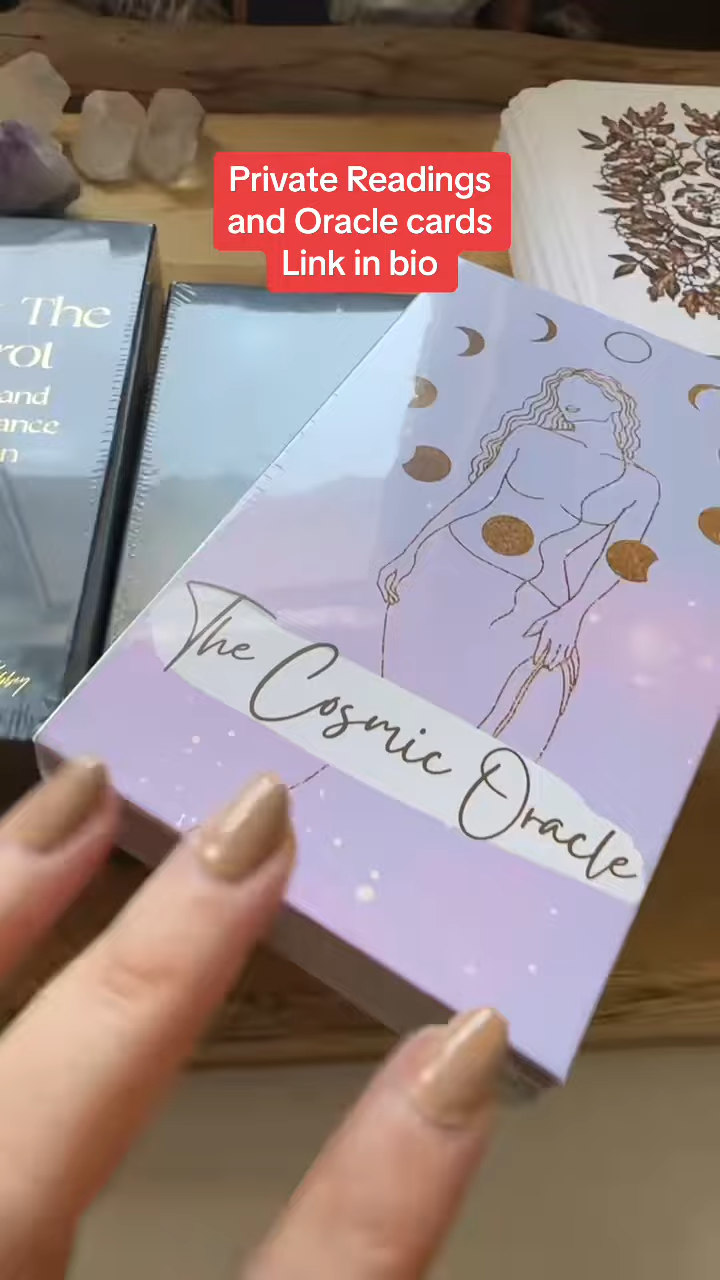 Private Readings
and Oracle cards
Link in bio
The
rol
and
ance
n
The Cosmic Oracle